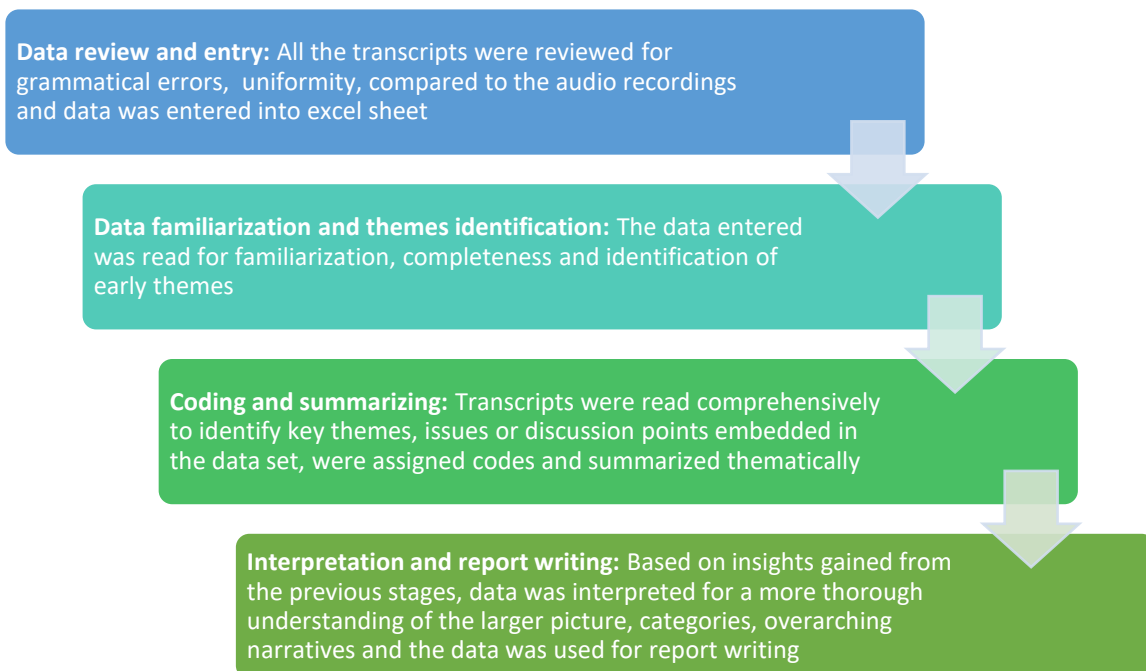 Data review and entry: All the transcripts were reviewed for
grammatical errors,  uniformity, compared to the audio recordings
and data was entered into excel sheet
Data familiarization and themes identification: The data entered
was read for familiarization, completeness and identification of
early themes
Coding and summarizing: Transcripts were read comprehensively
to identify key themes, issues or discussion points embedded in
the data set, were assigned codes and summarized thematically
Interpretation and report writing: Based on insights gained from
the previous stages, data was interpreted for a more thorough
understanding of the larger picture, categories, overarching
narratives and the data was used for report writing